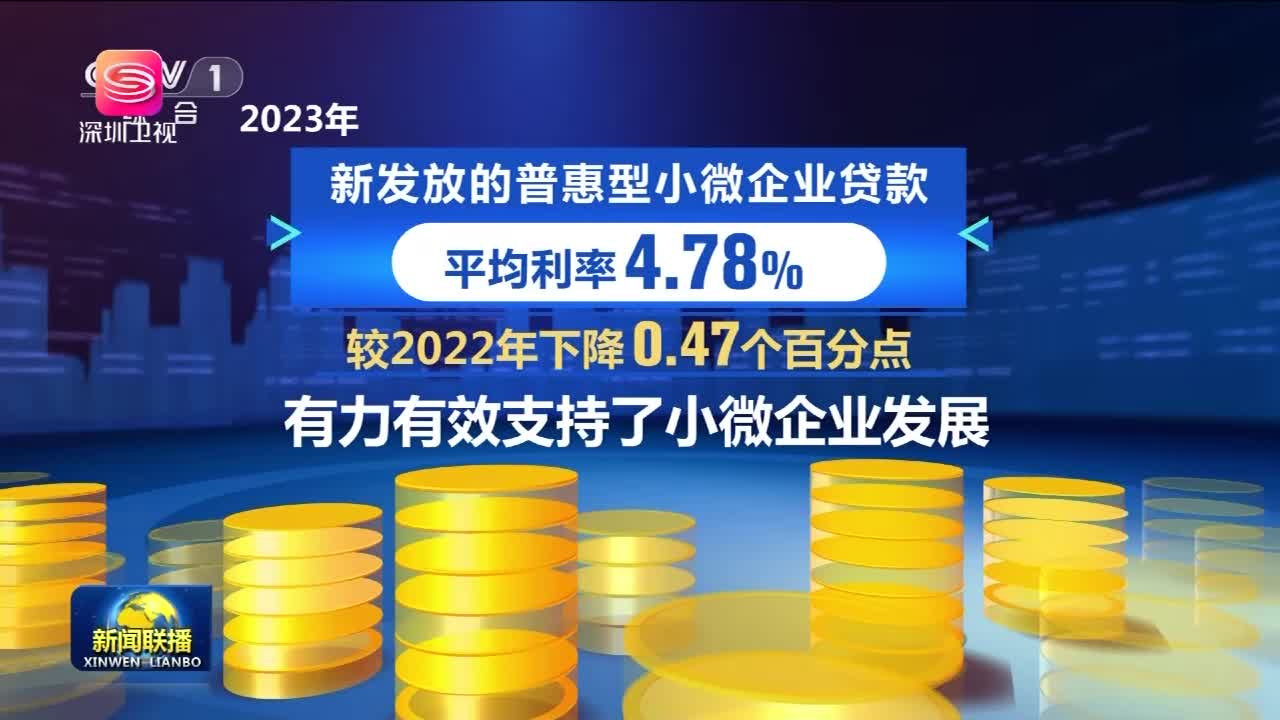 1
合
深圳卫视
2023年
新发放的普惠型小微企业贷款
平均利率4.78%
较2022年下降0.47个百分点
有力有效支持了小微企业发展
新闻联播
XINWEN LIANBO